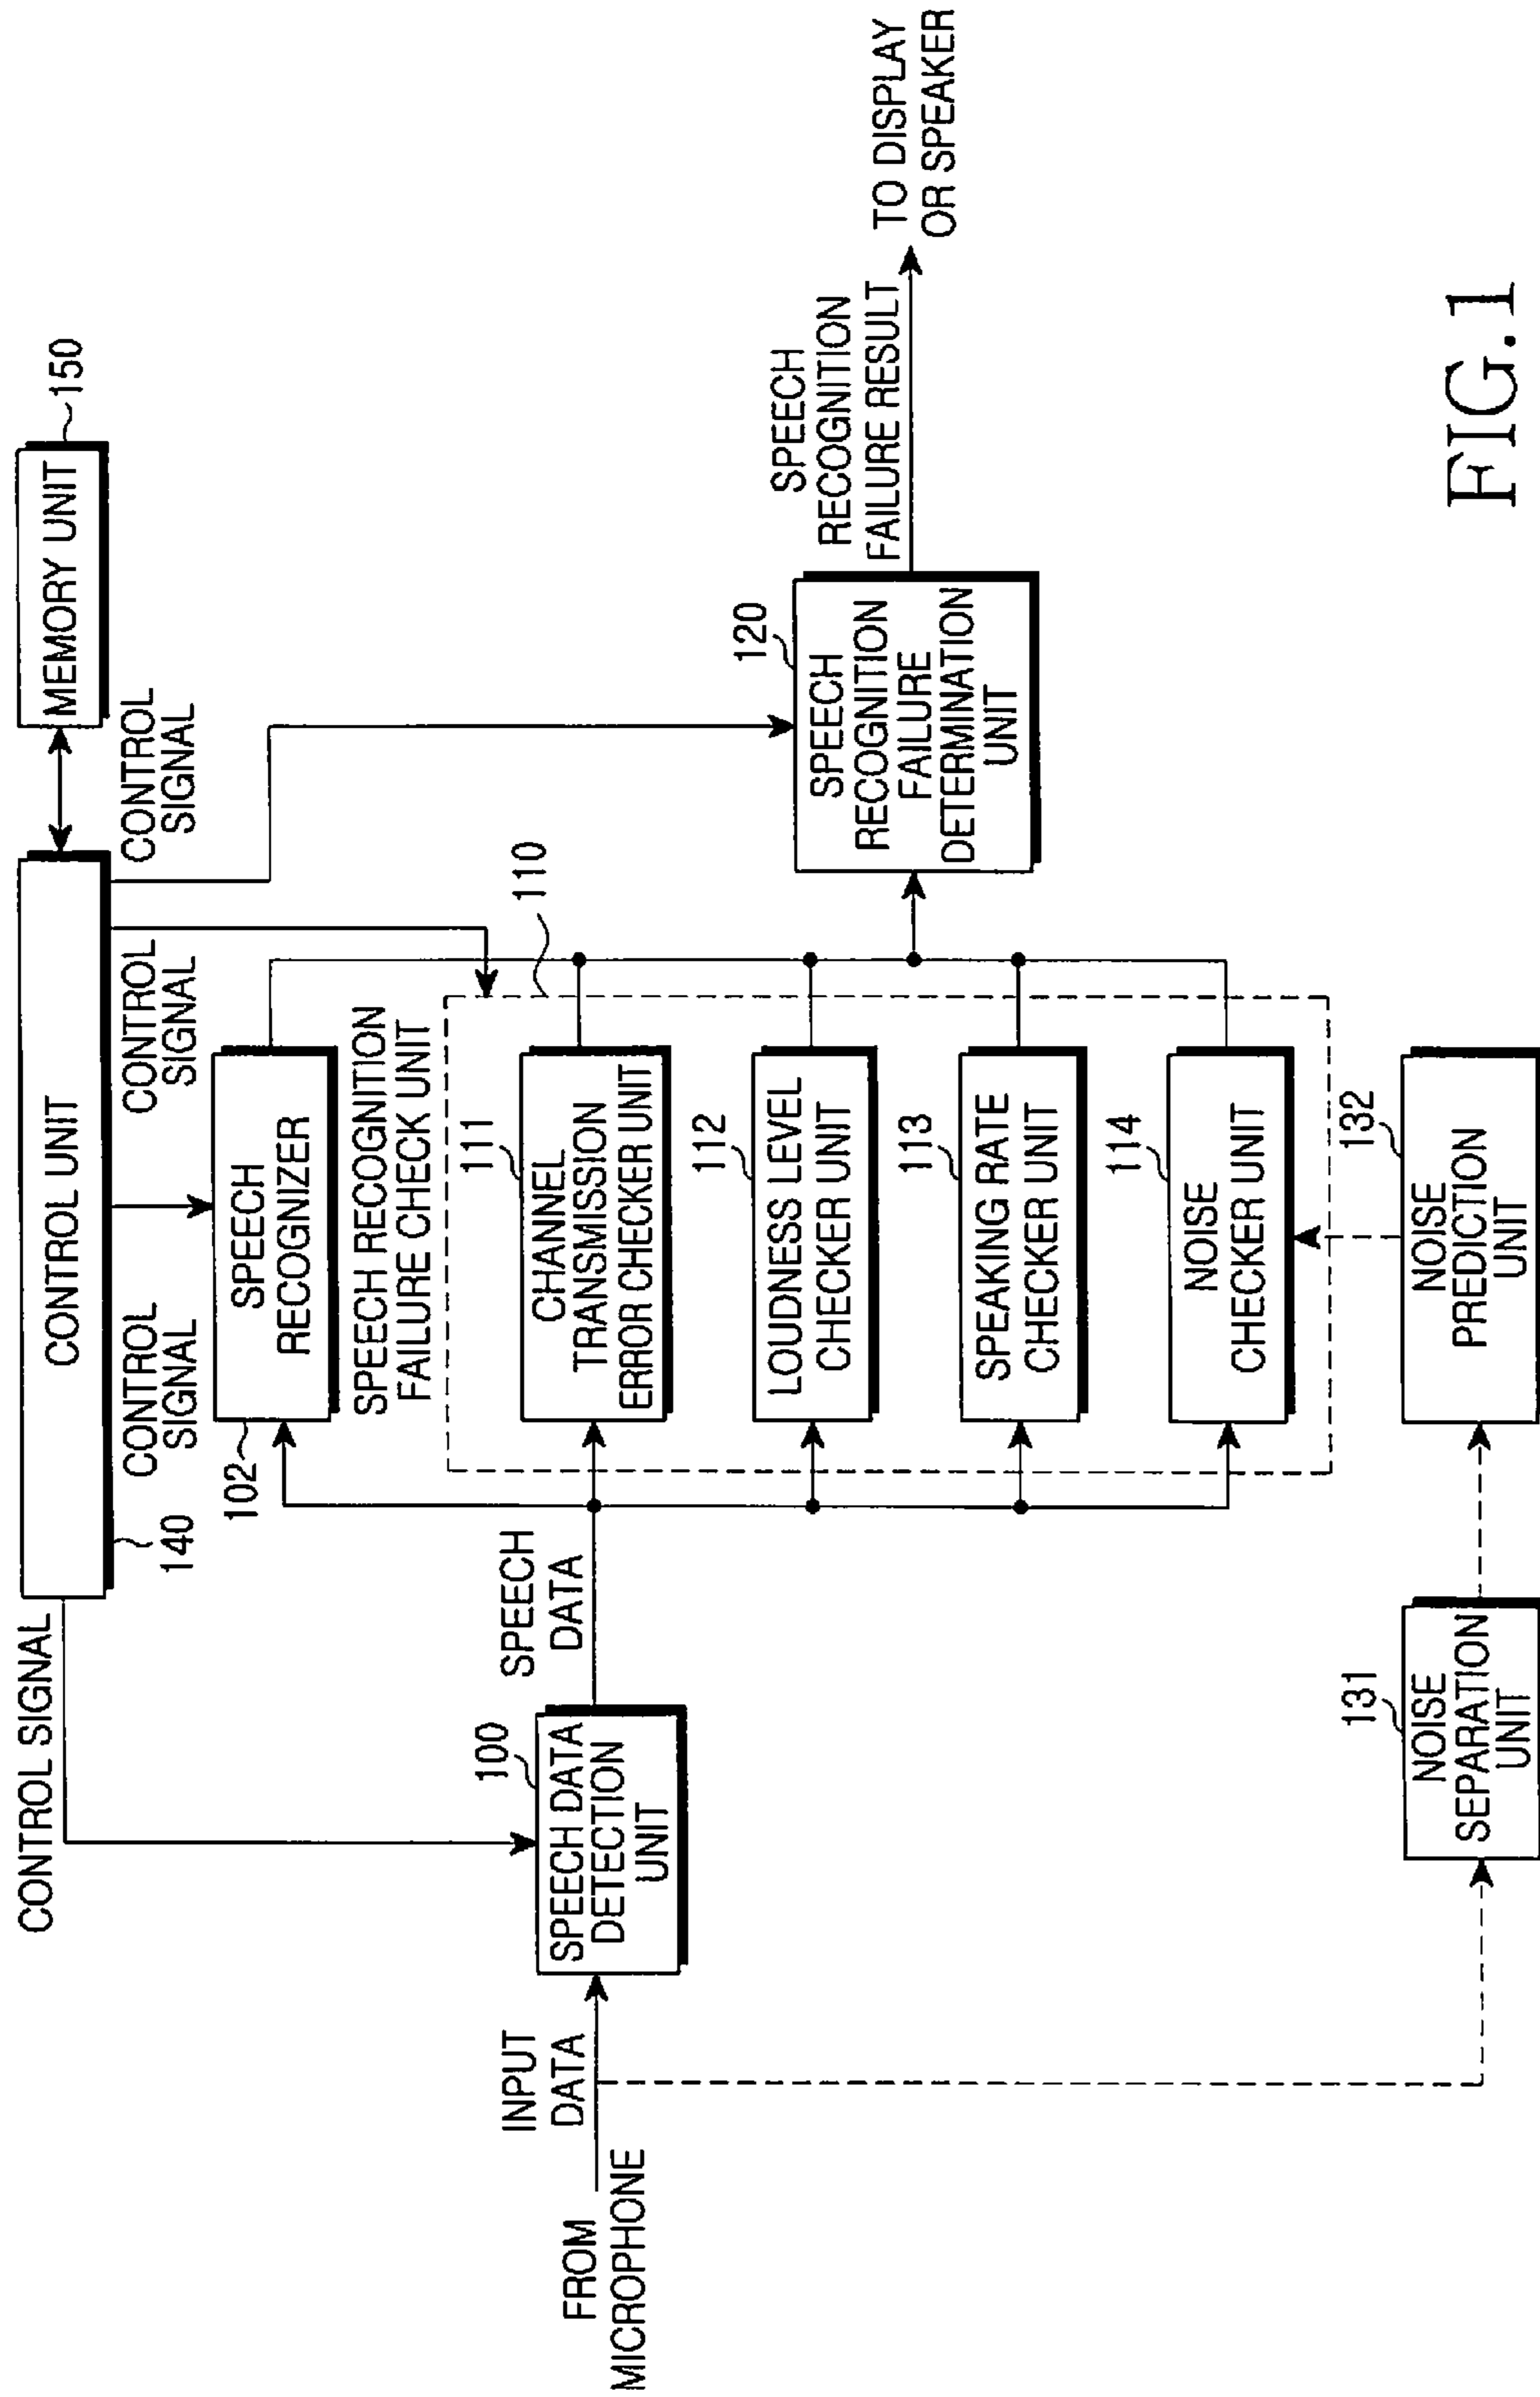 CONTROL SIGNAL
CONTROL UNIT
140
MEMORY UNIT
150
CONTROL
SIGNAL
CONTROL
SIGNAL
CONTROL
SIGNAL
102
SPEECH
RECOGNIZER
SPEECH RECOGNITION
FAILURE CHECK UNIT
110
FROM
MICROPHONE
INPUT
DATA
100
SPEECH DATA
DETECTION
UNIT
SPEECH
DATA
111
CHANNEL
TRANSMISSION
ERROR CHECKER UNIT
112
LOUDNESS LEVEL
CHECKER UNIT
113
SPEAKING RATE
CHECKER UNIT
114
NOISE
CHECKER UNIT
120
SPEECH
RECOGNITION
FAILURE
DETERMINATION
UNIT
SPEECH
RECOGNITION
FAILURE RESULT
TO DISPLAY
OR SPEAKER
131
NOISE
SEPARATION
UNIT
132
NOISE
PREDICTION
UNIT
FIG.1